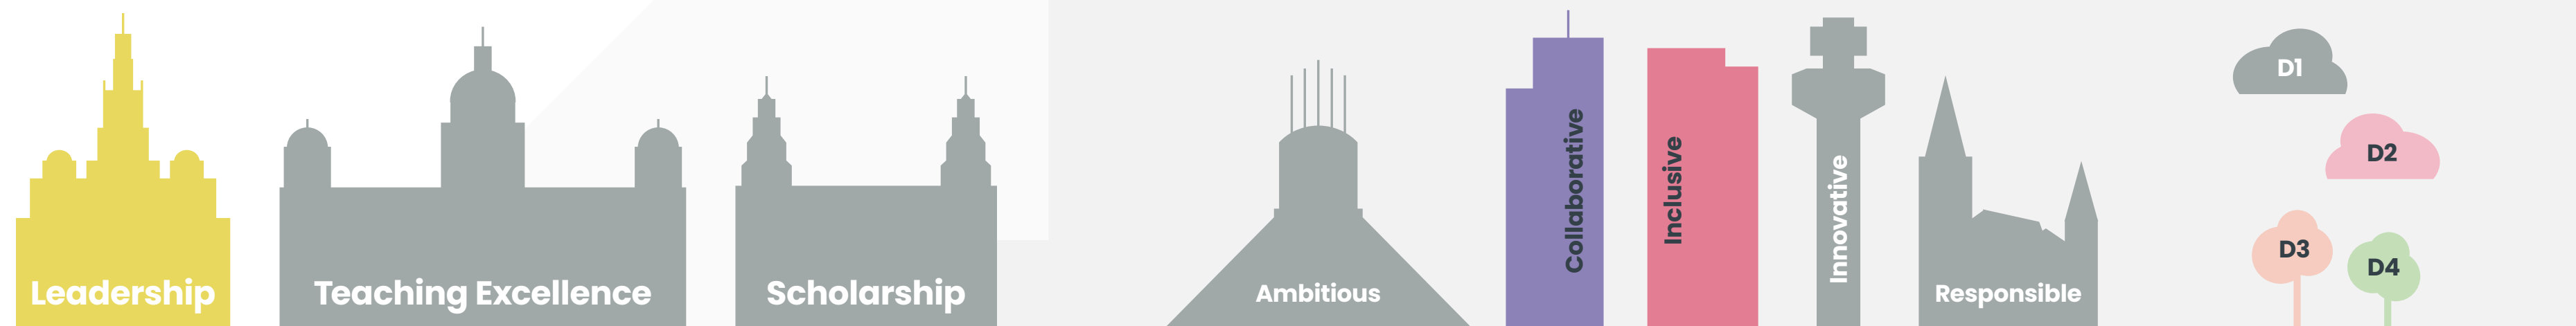 Leadership
Teaching Excellence
Scholarship
Ambitious
Collaborative
Inclusive
Innovative
Responsible
D1
D2
D3
D4